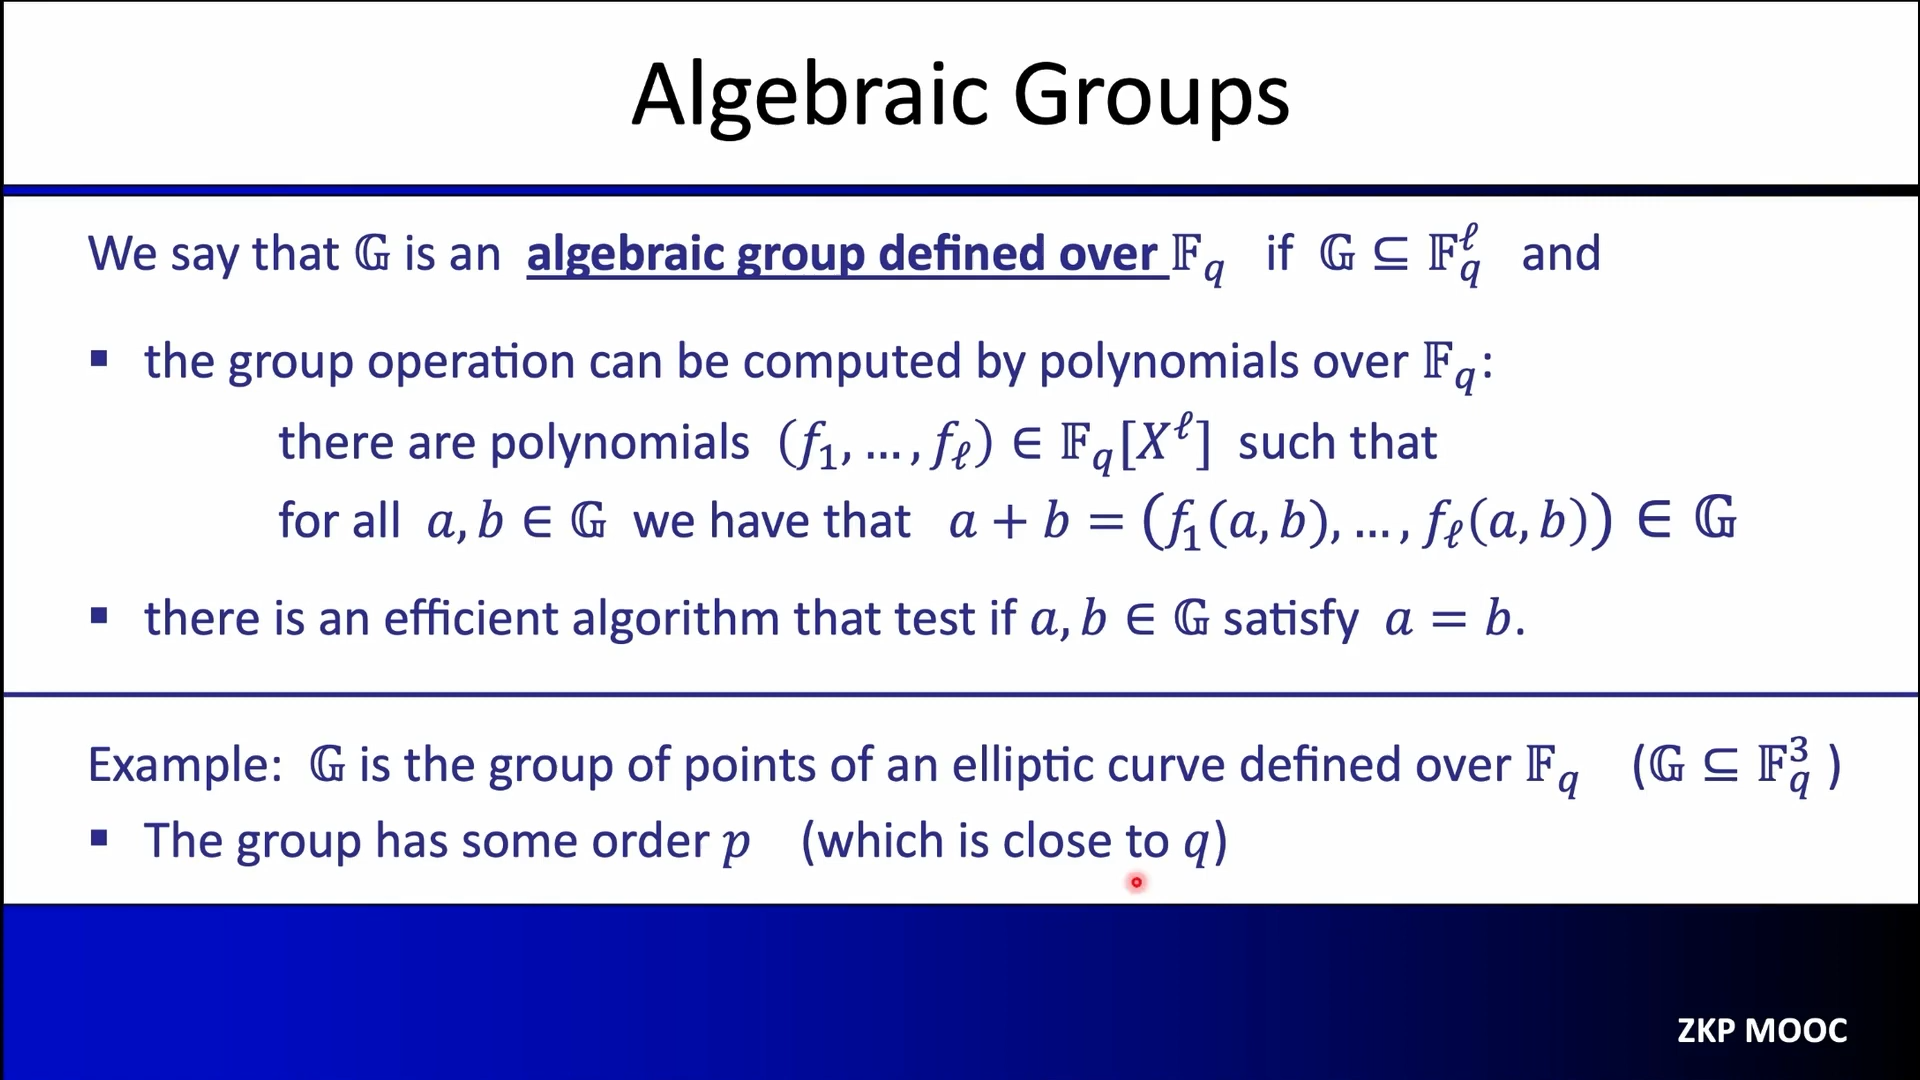 Algebraic Groups
We say that 𝔾 is an algebraic group defined over 𝔽_q if 𝔾 ⊆ 𝔽_q^ℓ and
▪ the group operation can be computed by polynomials over 𝔽_q:
there are polynomials (f₁, … , f_ℓ) ∈ 𝔽_q[X^ℓ] such that
for all a, b ∈ 𝔾 we have that a + b = (f₁(a, b), … , f_ℓ(a, b)) ∈ 𝔾
▪ there is an efficient algorithm that test if a, b ∈ 𝔾 satisfy a = b.
Example: 𝔾 is the group of points of an elliptic curve defined over 𝔽_q (𝔾 ⊆ 𝔽_q^3 )
▪ The group has some order p (which is close to q)
ZKP MOOC